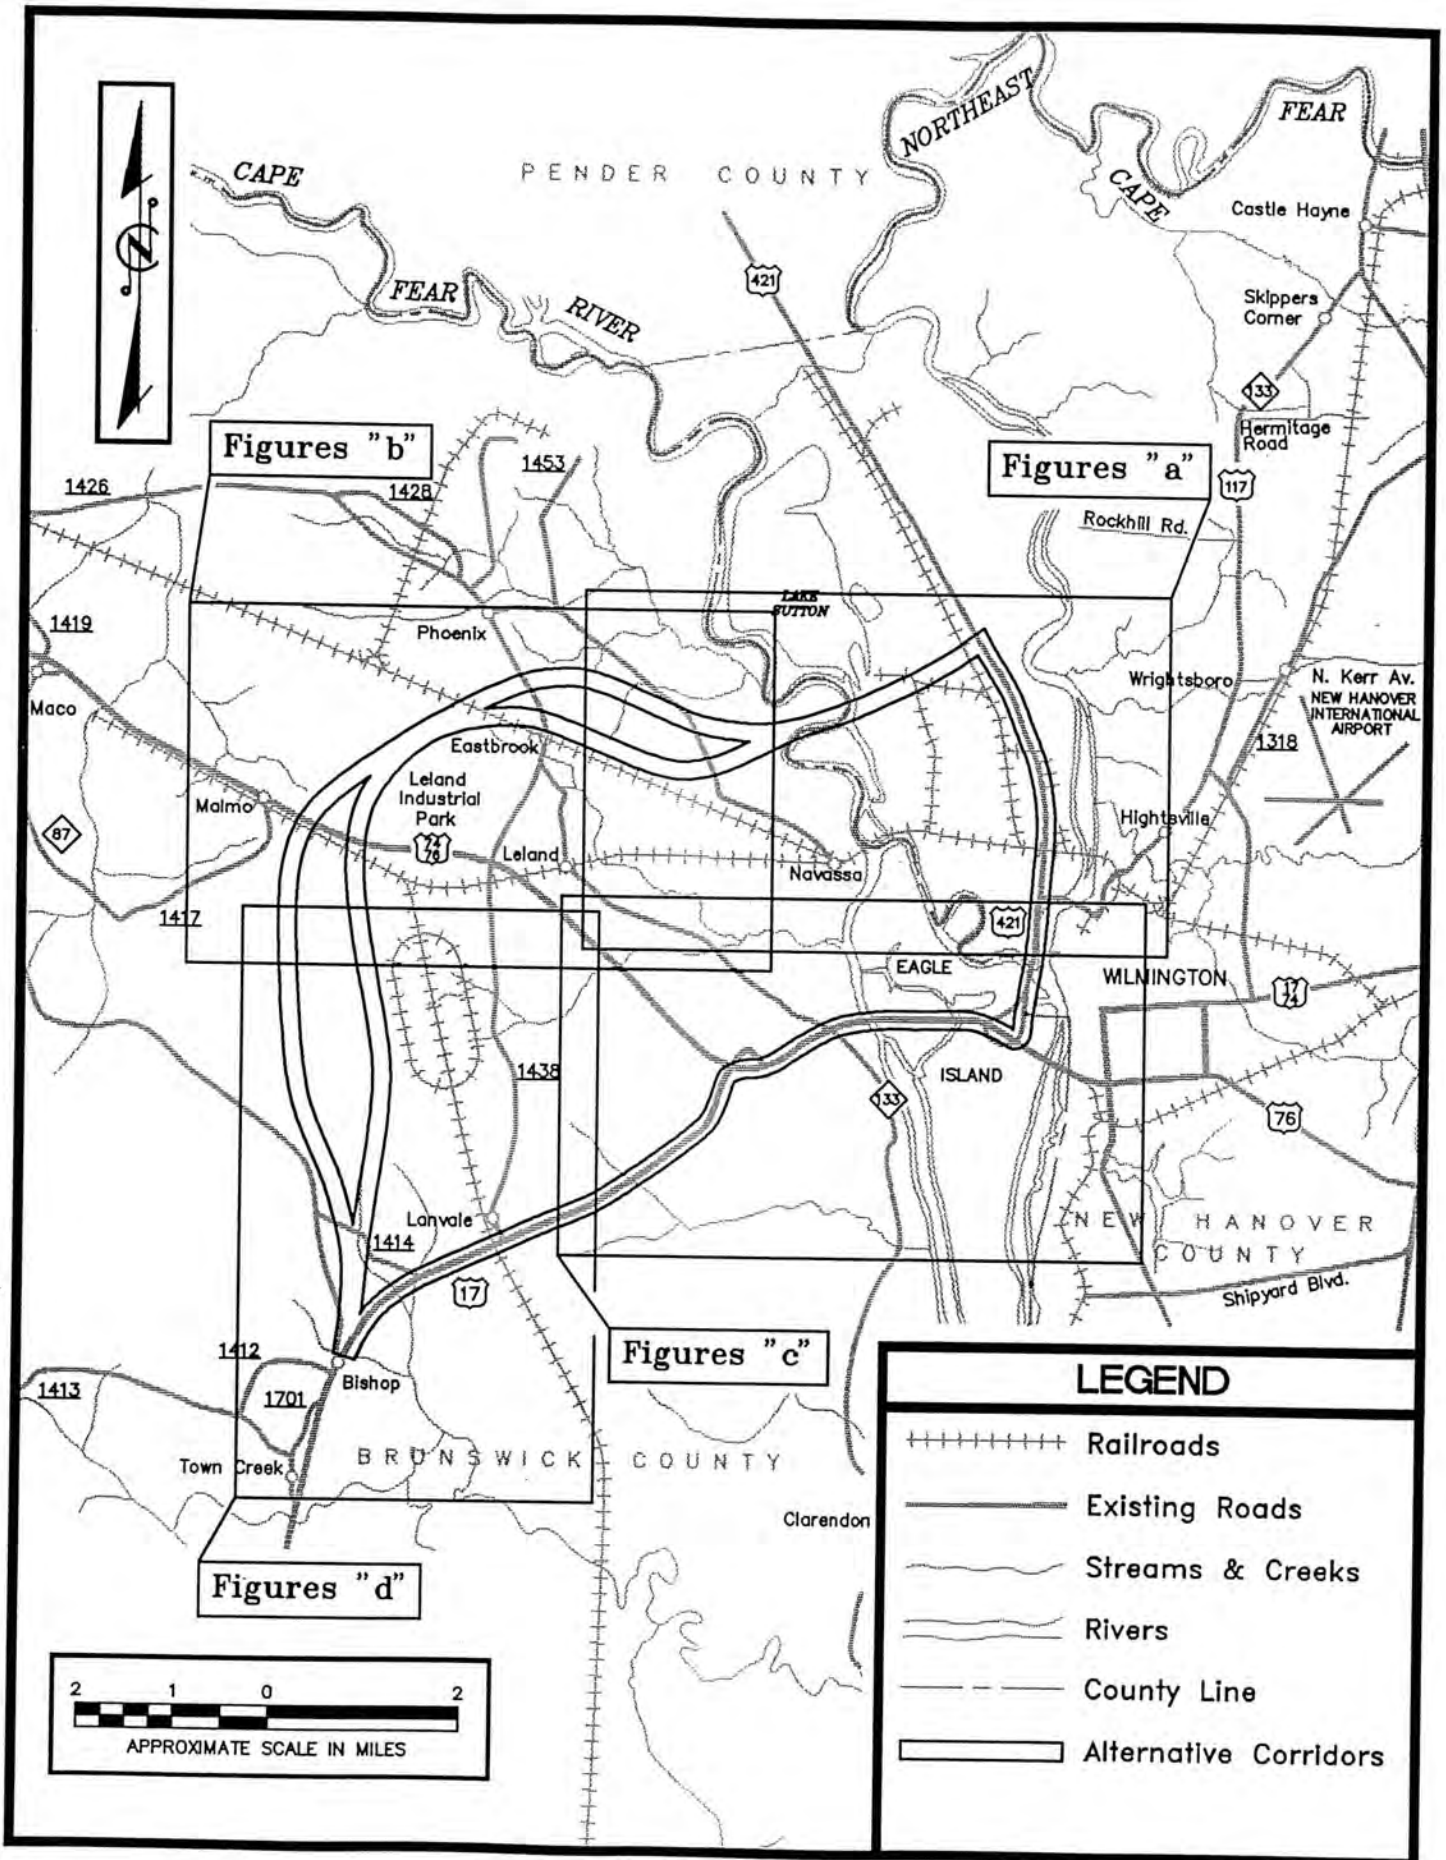 CAPE
FEAR
RIVER
PENDER COUNTY
NORTHEAST
CAPE
FEAR
Castle Hayne
421
Skippers
Corner
133
Hermitage
Road
Figures "b"
Figures "a"
117
Rockhill Rd.
1426
1428
1453
LAKE
SUTTON
1419
Phoenix
Maco
Wrightsboro
N. Kerr Av.
NEW HANOVER
INTERNATIONAL
AIRPORT
1318
Eastbrook
Leland
Industrial
Park
Malmo
87
74
76
Leland
Navassa
Hightsville
1417
421
EAGLE
WILMINGTON
17
74
1438
ISLAND
133
76
Lanvale
1414
NEW HANOVER
COUNTY
17
Shipyard Blvd.
1412
Figures "c"
1413
Bishop
1701
Town Creek
BRUNSWICK COUNTY
Clarendon
Figures "d"
LEGEND
Railroads
Existing Roads
Streams & Creeks
Rivers
County Line
Alternative Corridors
2 1 0 2
APPROXIMATE SCALE IN MILES
N